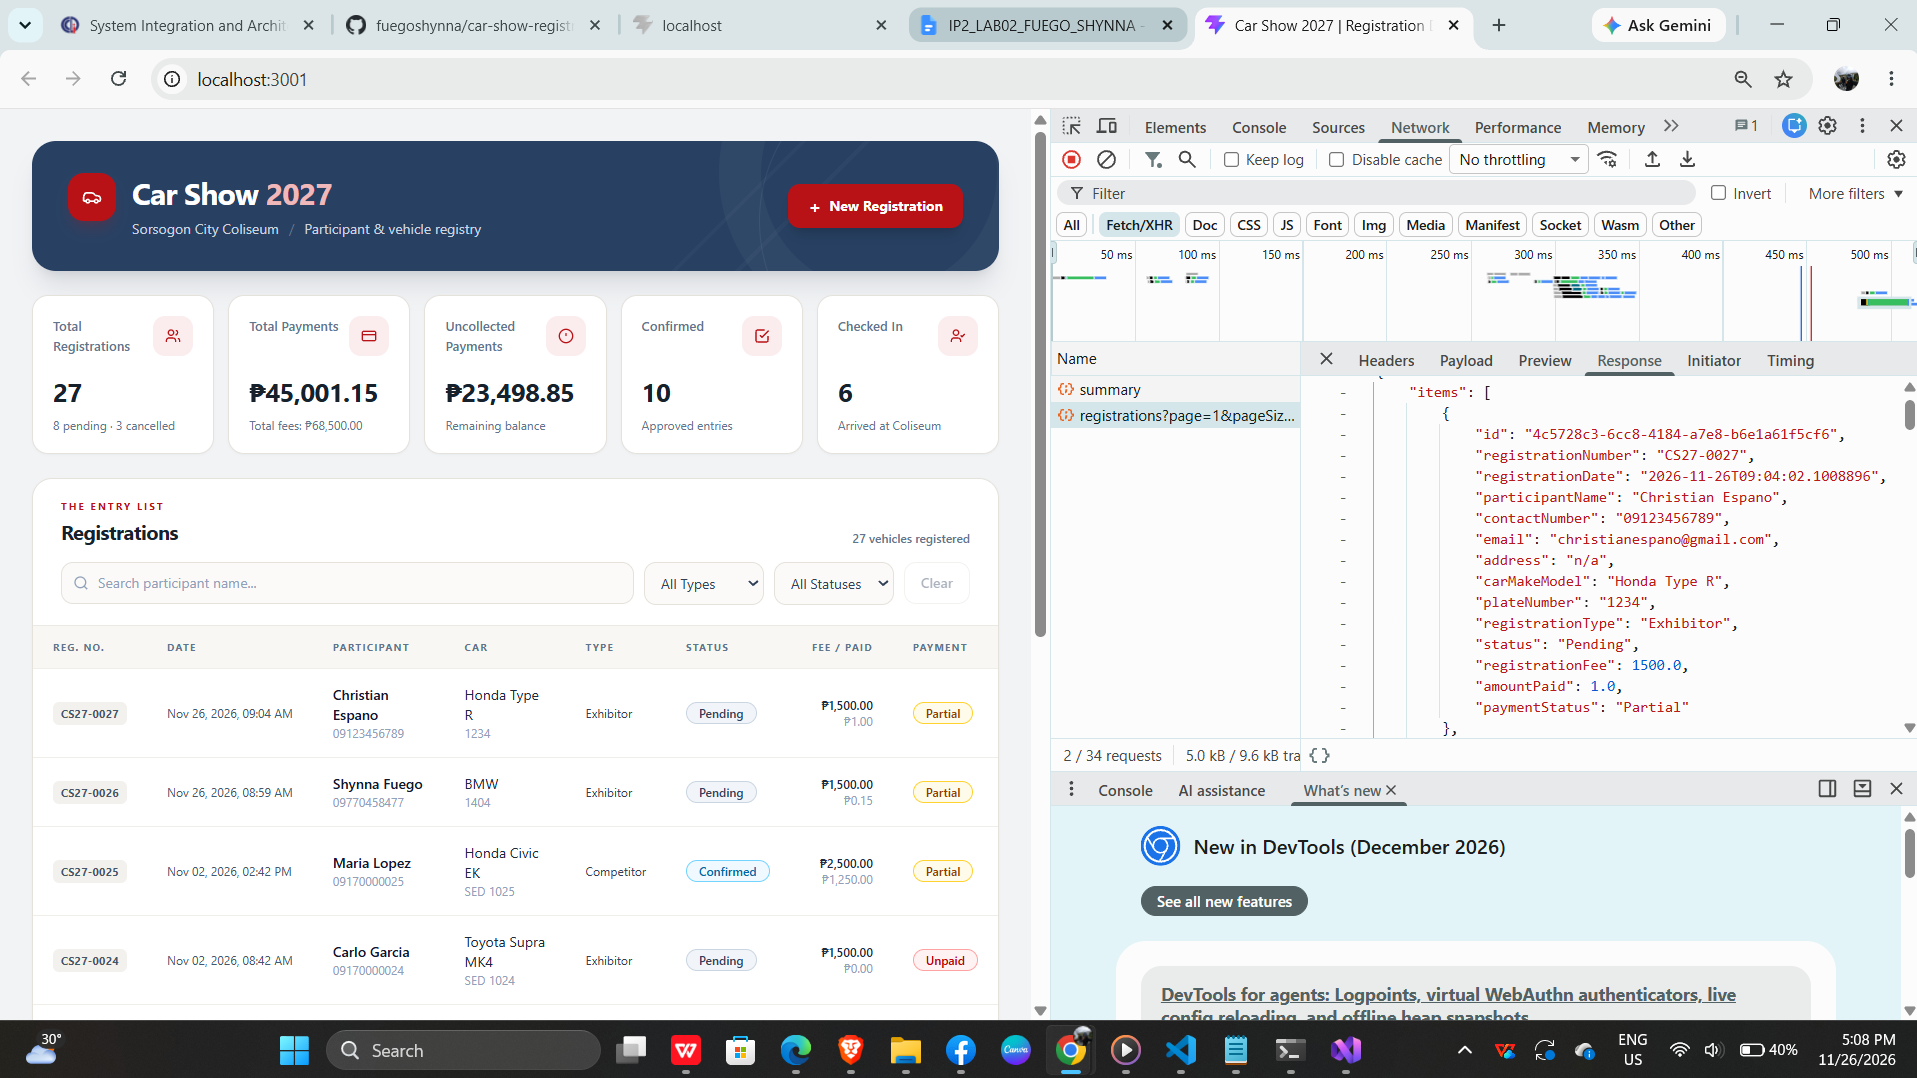 System Integration and Archit
fuegoshynna/car-show-regist
localhost
IP2_LAB02_FUEGO_SHYNNA -
Car Show 2027 | Registration
Ask Gemini
localhost:3001
Car Show 2027
Sorsogon City Coliseum / Participant & vehicle registry
+ New Registration
Total Registrations
27
8 pending · 3 cancelled
Total Payments
₱45,001.15
Total fees: ₱68,500.00
Uncollected Payments
₱23,498.85
Remaining balance
Confirmed
10
Approved entries
Checked In
6
Arrived at Coliseum
THE ENTRY LIST
Registrations
27 vehicles registered
Search participant name...
All Types
All Statuses
Clear
REG. NO. DATE PARTICIPANT CAR TYPE STATUS FEE / PAID PAYMENT
CS27-0027 Nov 26, 2026, 09:04 AM Christian Espano 09123456789 Honda Type R 1234 Exhibitor Pending ₱1,500.00 ₱1.00 Partial
CS27-0026 Nov 26, 2026, 08:59 AM Shynna Fuego 09770458477 BMW 1404 Exhibitor Pending ₱1,500.00 ₱0.15 Partial
CS27-0025 Nov 02, 2026, 02:42 PM Maria Lopez 09170000025 Honda Civic EK SED 1025 Competitor Confirmed ₱2,500.00 ₱1,250.00 Partial
CS27-0024 Nov 02, 2026, 08:42 AM Carlo Garcia 09170000024 Toyota Supra MK4 SED 1024 Exhibitor Pending ₱1,500.00 ₱0.00 Unpaid
Elements Console Sources Network Performance Memory 1
Keep log Disable cache No throttling
Filter Invert More filters
All Fetch/XHR Doc CSS JS Font Img Media Manifest Socket Wasm Other
50 ms 100 ms 150 ms 200 ms 250 ms 300 ms 350 ms 400 ms 450 ms 500 ms
Name
summary
registrations?page=1&pageSiz...
Headers Payload Preview Response Initiator Timing
"items": [
{
"id": "4c5728c3-6cc8-4184-a7e8-b6e1a61f5cf6",
"registrationNumber": "CS27-0027",
"registrationDate": "2026-11-26T09:04:02.1008896",
"participantName": "Christian Espano",
"contactNumber": "09123456789",
"email": "christianespano@gmail.com",
"address": "n/a",
"carMakeModel": "Honda Type R",
"plateNumber": "1234",
"registrationType": "Exhibitor",
"status": "Pending",
"registrationFee": 1500.0,
"amountPaid": 1.0,
"paymentStatus": "Partial"
},
2 / 34 requests 5.0 kB / 9.6 kB tra { }
Console AI assistance What's new
New in DevTools (December 2026)
See all new features
DevTools for agents: Logpoints, virtual WebAuthn authenticators, live
config reloading, and offline heap snapshots
30°
Search
Canva
ENG
US
40%
5:08 PM
11/26/2026